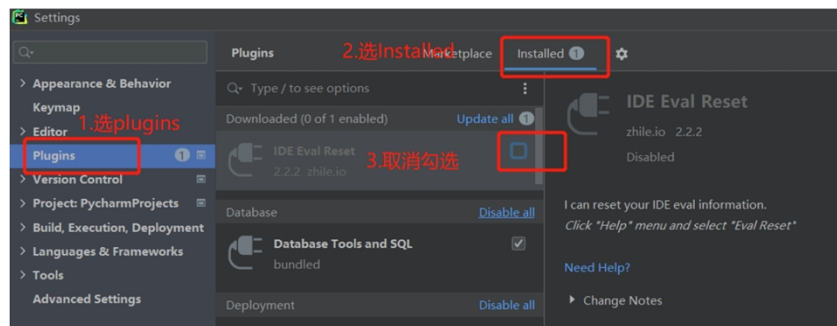 Settings
Plugins
2.选Installed
Marketplace
Installed 1
Type / to see options
Appearance & Behavior
Keymap
Editor
1.选plugins
Plugins 1
Version Control
Project: PycharmProjects
Build, Execution, Deployment
Languages & Frameworks
Tools
Advanced Settings
Downloaded (0 of 1 enabled)
Update all 1
IDE Eval Reset
2.2.2 zhile.io
3.取消勾选
Database
Disable all
Database Tools and SQL
bundled
Deployment
Disable all
IDE Eval Reset
zhile.io 2.2.2
Disabled
I can reset your IDE eval information.
Click "Help" menu and select "Eval Reset"
Need Help?
Change Notes